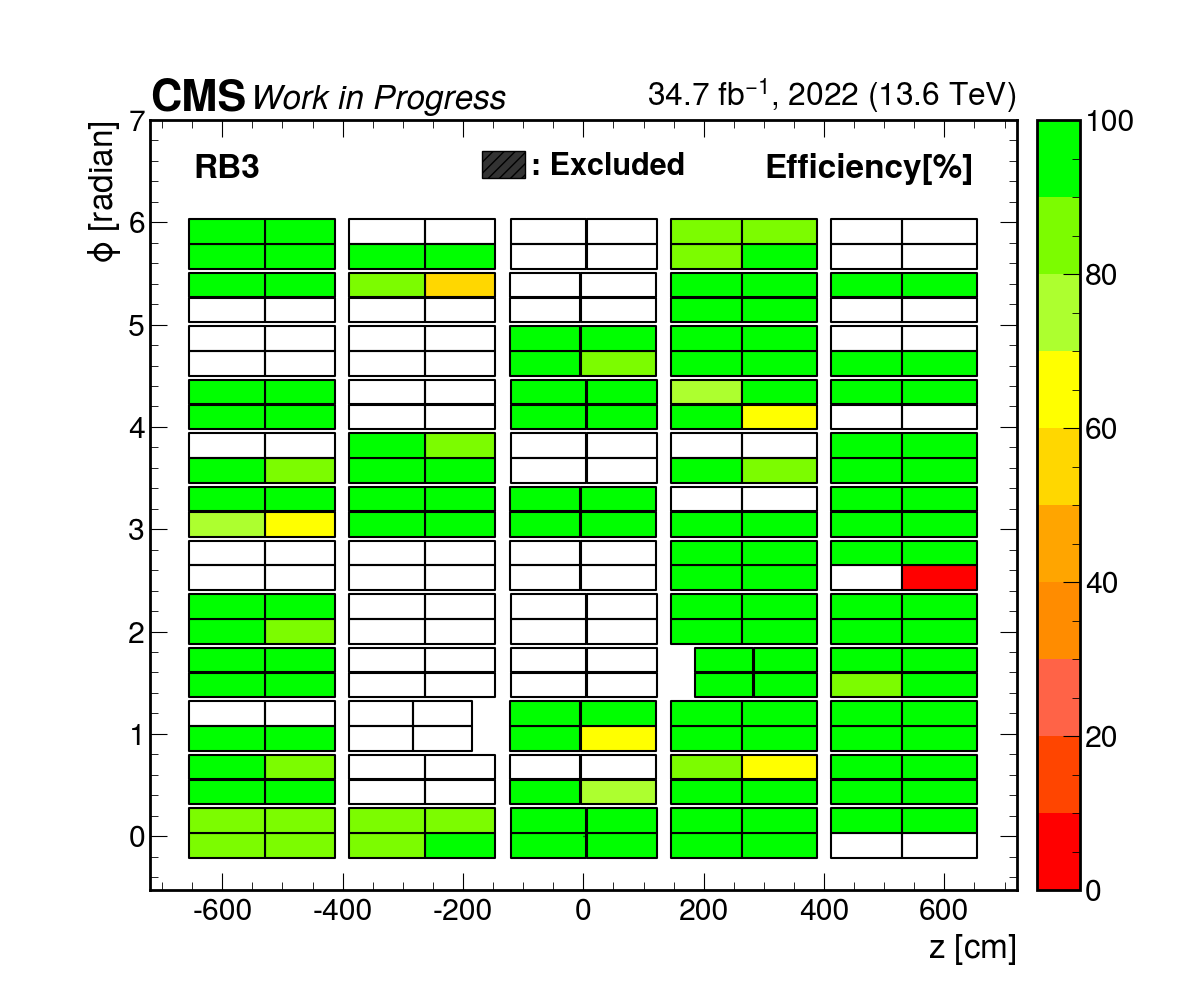 CMS Work in Progress 34.7 fb⁻¹, 2022 (13.6 TeV)
RB3 : Excluded Efficiency[%]
ϕ [radian]
7
6
5
4
3
2
1
0
-600 -400 -200 0 200 400 600
z [cm]
100
80
60
40
20
0